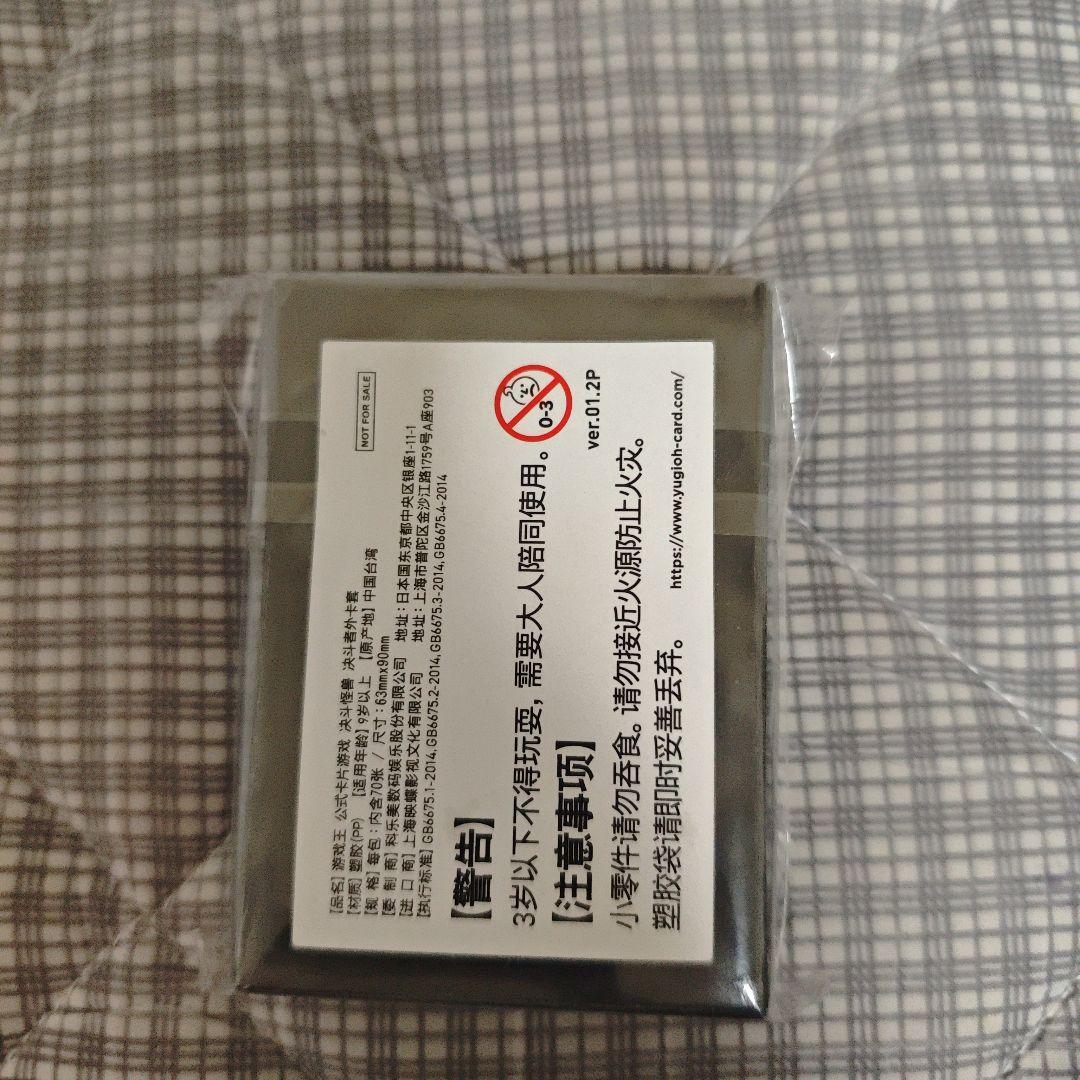 NOT FOR SALE
【品名】游戏王 公式卡片游戏 决斗怪兽 决斗者外卡套
【材质】塑胶(PP) 【适用年龄】9岁以上 【原产地】中国台湾
【规 格】每包:内含70张 / 尺寸:63mmx90mm
【委 制 商】科乐美数码娱乐股份有限公司 地址:日本国东京都中央区银座1-11-1
【进 口 商】上海映蝶影视文化有限公司 地址:上海市普陀区金沙江路1759号A座903
【执行标准】GB6675.1-2014,GB6675.2-2014,GB6675.3-2014,GB6675.4-2014
【警告】
3岁以下不得玩耍,需要大人陪同使用。
0-3
【注意事项】
ver.01.2P
小零件请勿吞食。请勿接近火源防止火灾。
塑胶袋请即时妥善丢弃。
https://www.yugioh-card.com/